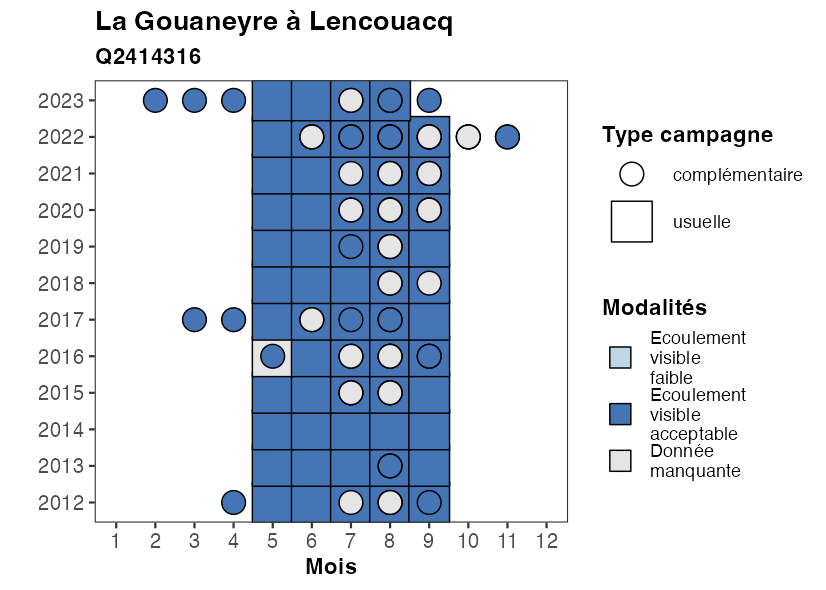 La Gouaneyre à Lencouacq
Q2414316
2023
2022
2021
2020
2019
2018
2017
2016
2015
2014
2013
2012
1 2 3 4 5 6 7 8 9 10 11 12
Mois
Type campagne
complémentaire
usuelle
Modalités
Ecoulement
visible
faible
Ecoulement
visible
acceptable
Donnée
manquante